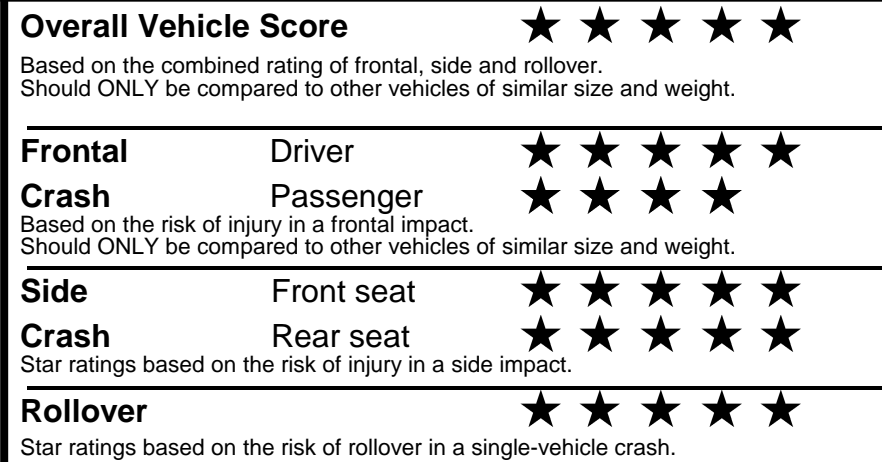 Overall Vehicle Score ★ ★ ★ ★ ★
Based on the combined rating of frontal, side and rollover.
Should ONLY be compared to other vehicles of similar size and weight.
Frontal Driver ★ ★ ★ ★ ★
Crash Passenger ★ ★ ★ ★
Based on the risk of injury in a frontal impact.
Should ONLY be compared to other vehicles of similar size and weight.
Side Front seat ★ ★ ★ ★ ★
Crash Rear seat ★ ★ ★ ★ ★
Star ratings based on the risk of injury in a side impact.
Rollover ★ ★ ★ ★ ★
Star ratings based on the risk of rollover in a single-vehicle crash.